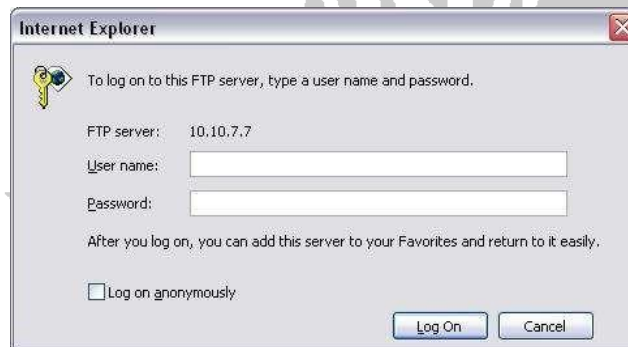 Internet Explorer
To log on to this FTP server, type a user name and password.
FTP server: 10.10.7.7
User name:
Password:
After you log on, you can add this server to your Favorites and return to it easily.
Log on anonymously
Log On Cancel